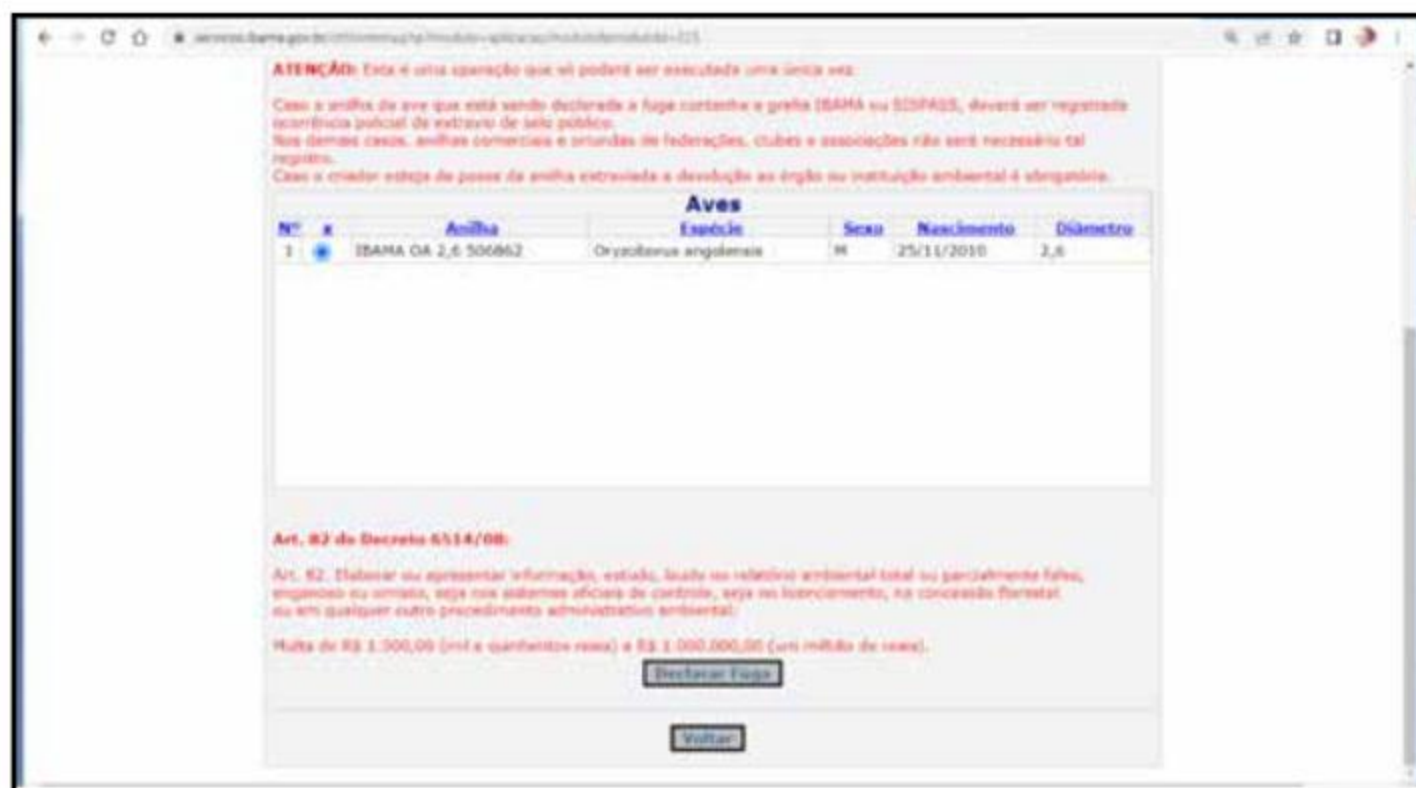 ATENÇÃO: Esta é uma operação que só poderá ser executada uma única vez.
Caso a anilha da ave que está sendo declarada a fuga contenha a grafia IBAMA ou SISPASS, deverá ser registrada
ocorrência policial de extravio de selo público.
Nos demais casos, anilhas comerciais e oriundas de federações, clubes e associações não será necessário tal
registro.
Caso o criador esteja de posse da anilha extraviada a devolução ao órgão ou instituição ambiental é obrigatória.
Aves
Nº x Anilha Espécie Sexo Nascimento Diâmetro
1 IBAMA OA 2,6 506862 Oryzoborus angolensis M 25/11/2010 2,6
Art. 82 do Decreto 6514/08:
Art. 82. Elaborar ou apresentar informação, estudo, laudo ou relatório ambiental total ou parcialmente falso,
enganoso ou omisso, seja nos sistemas oficiais de controle, seja no licenciamento, na concessão florestal
ou em qualquer outro procedimento administrativo ambiental:
Multa de R$ (mil e quinhentos reais) a R$ 1.000.000,00 (um milhão de reais).
Declarar Fuga
Voltar